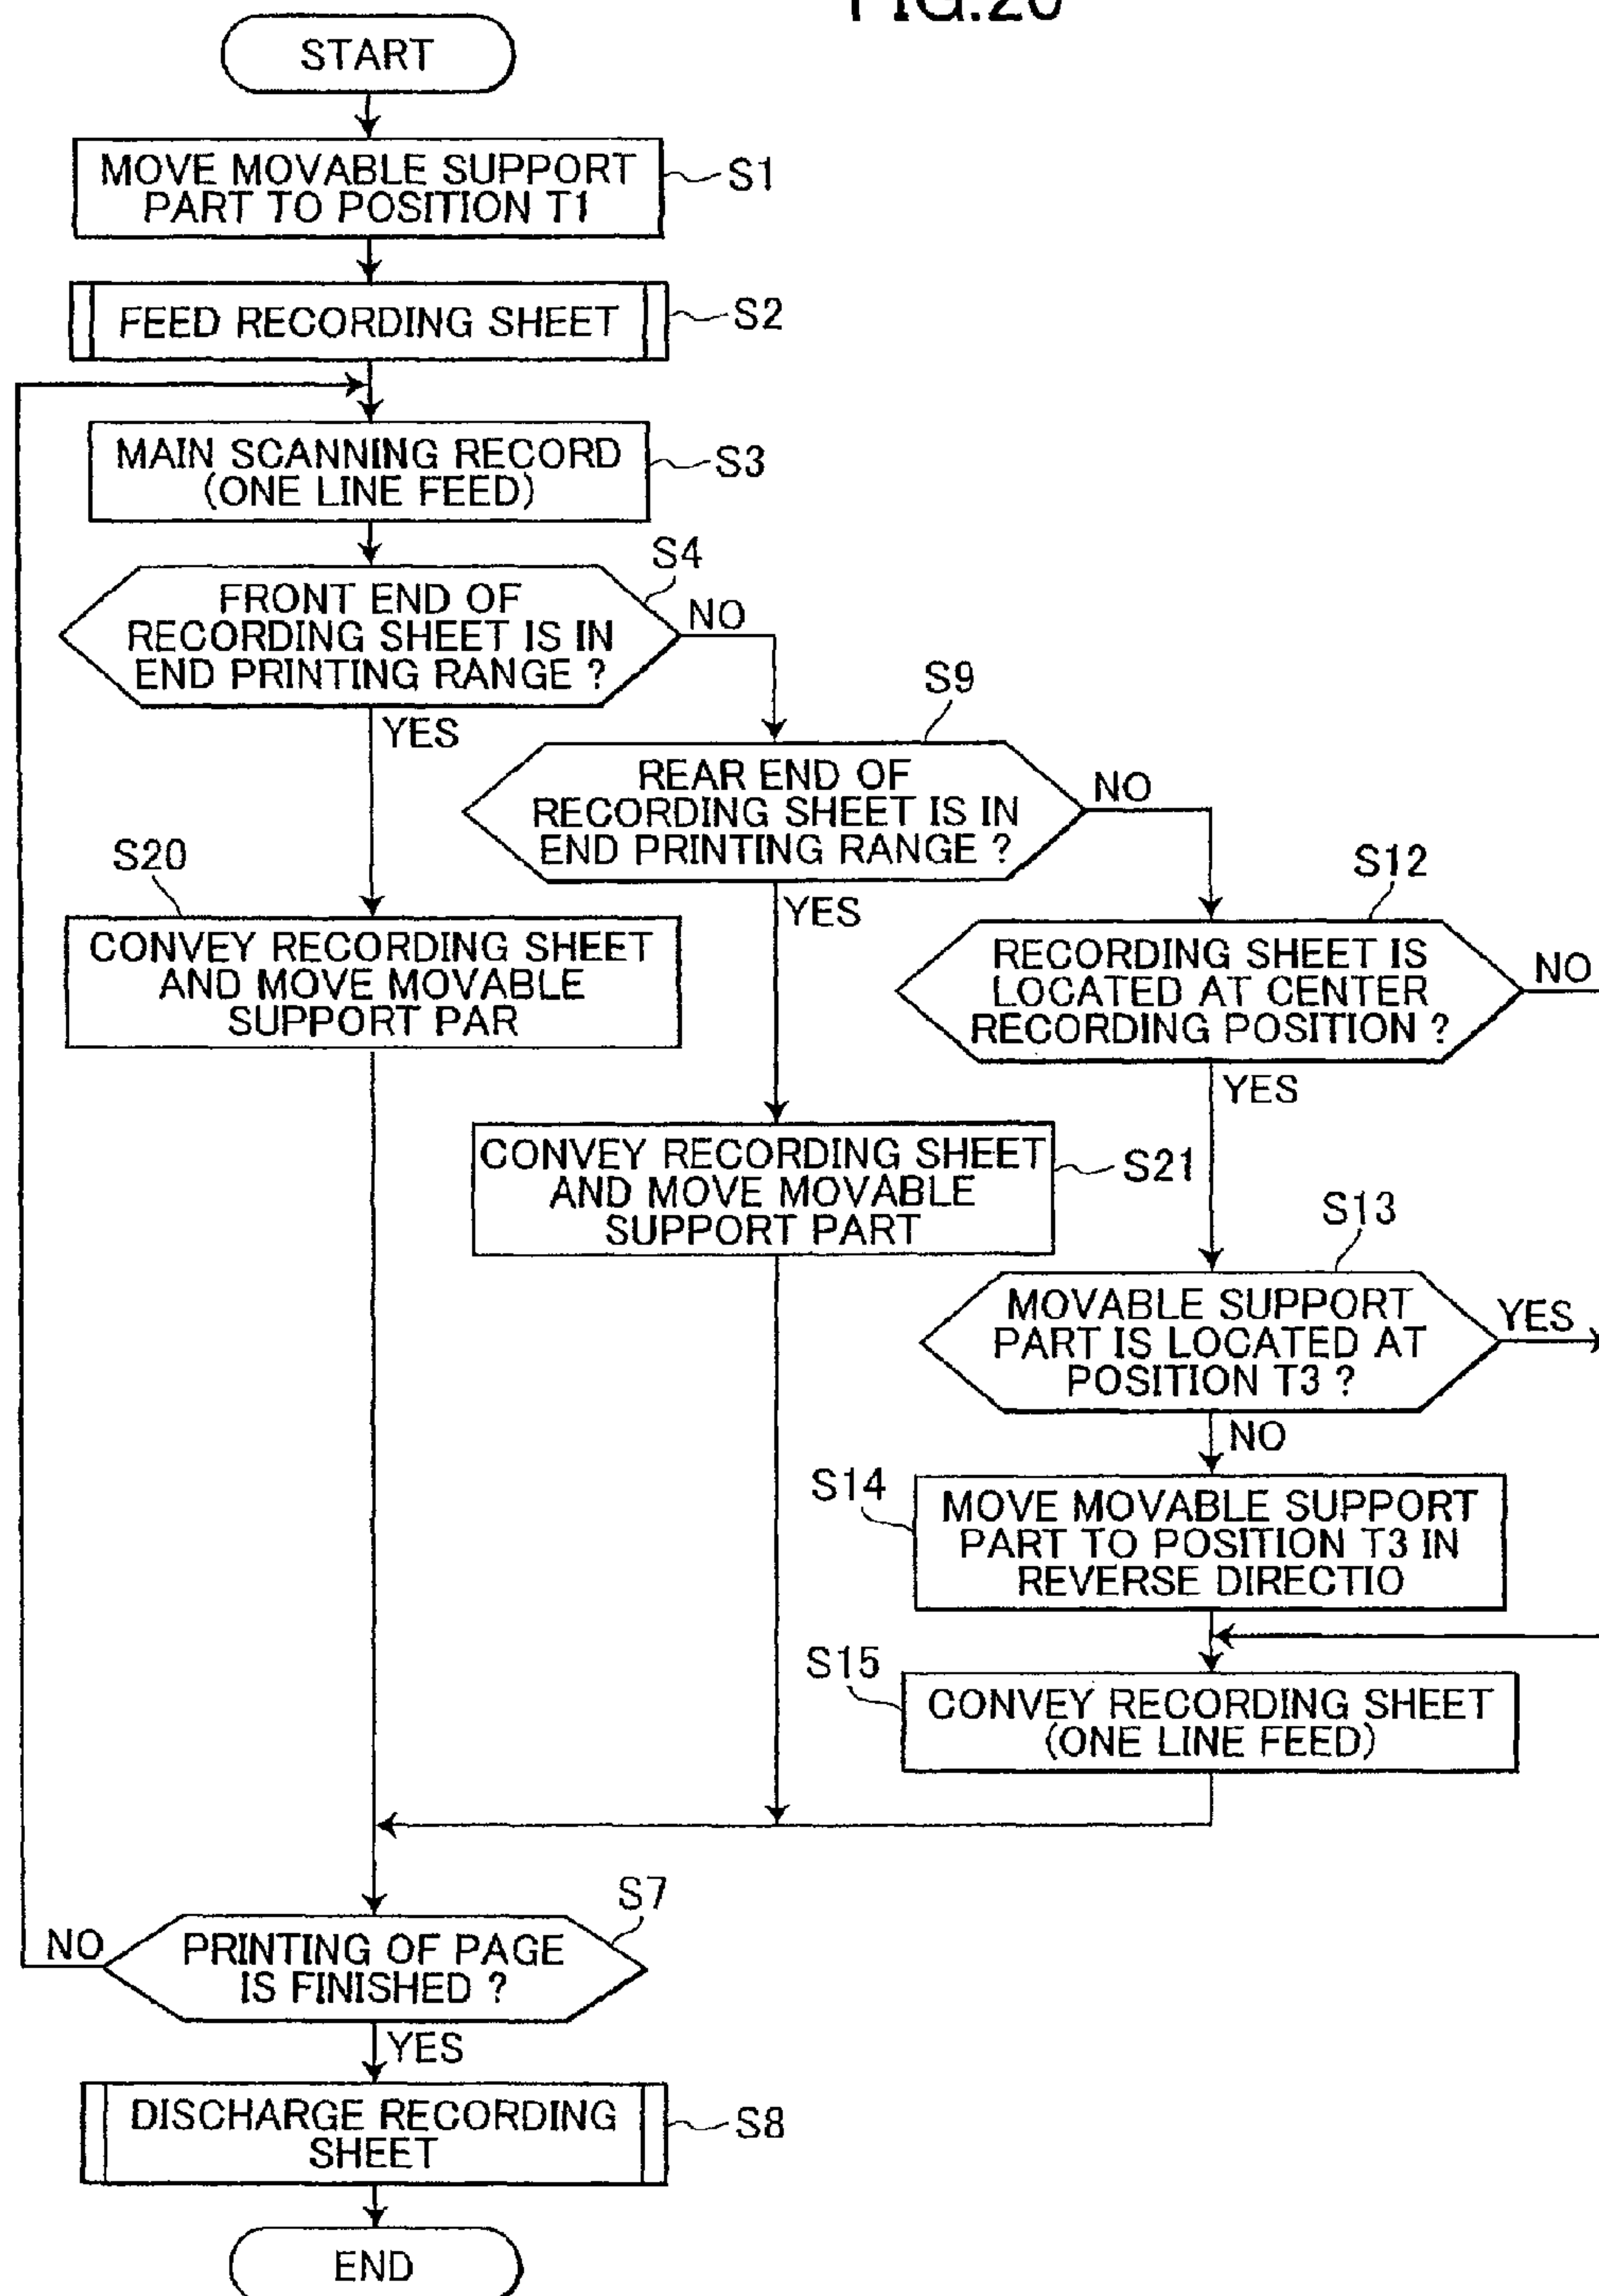 FIG.20
START
MOVE MOVABLE SUPPORT
PART TO POSITION T1
S1
FEED RECORDING SHEET
S2
MAIN SCANNING RECORD
(ONE LINE FEED)
S3
S4
FRONT END OF
RECORDING SHEET IS IN
END PRINTING RANGE ?
NO
YES
S9
REAR END OF
RECORDING SHEET IS IN
END PRINTING RANGE ?
NO
YES
S20
CONVEY RECORDING SHEET
AND MOVE MOVABLE
SUPPORT PAR
S12
RECORDING SHEET IS
LOCATED AT CENTER
RECORDING POSITION ?
NO
YES
CONVEY RECORDING SHEET
AND MOVE MOVABLE
SUPPORT PART
S21
S13
MOVABLE SUPPORT
PART IS LOCATED AT
POSITION T3 ?
YES
NO
S14
MOVE MOVABLE SUPPORT
PART TO POSITION T3 IN
REVERSE DIRECTIO
S15
CONVEY RECORDING SHEET
(ONE LINE FEED)
S7
NO
PRINTING OF PAGE
IS FINISHED ?
YES
DISCHARGE RECORDING
SHEET
S8
END